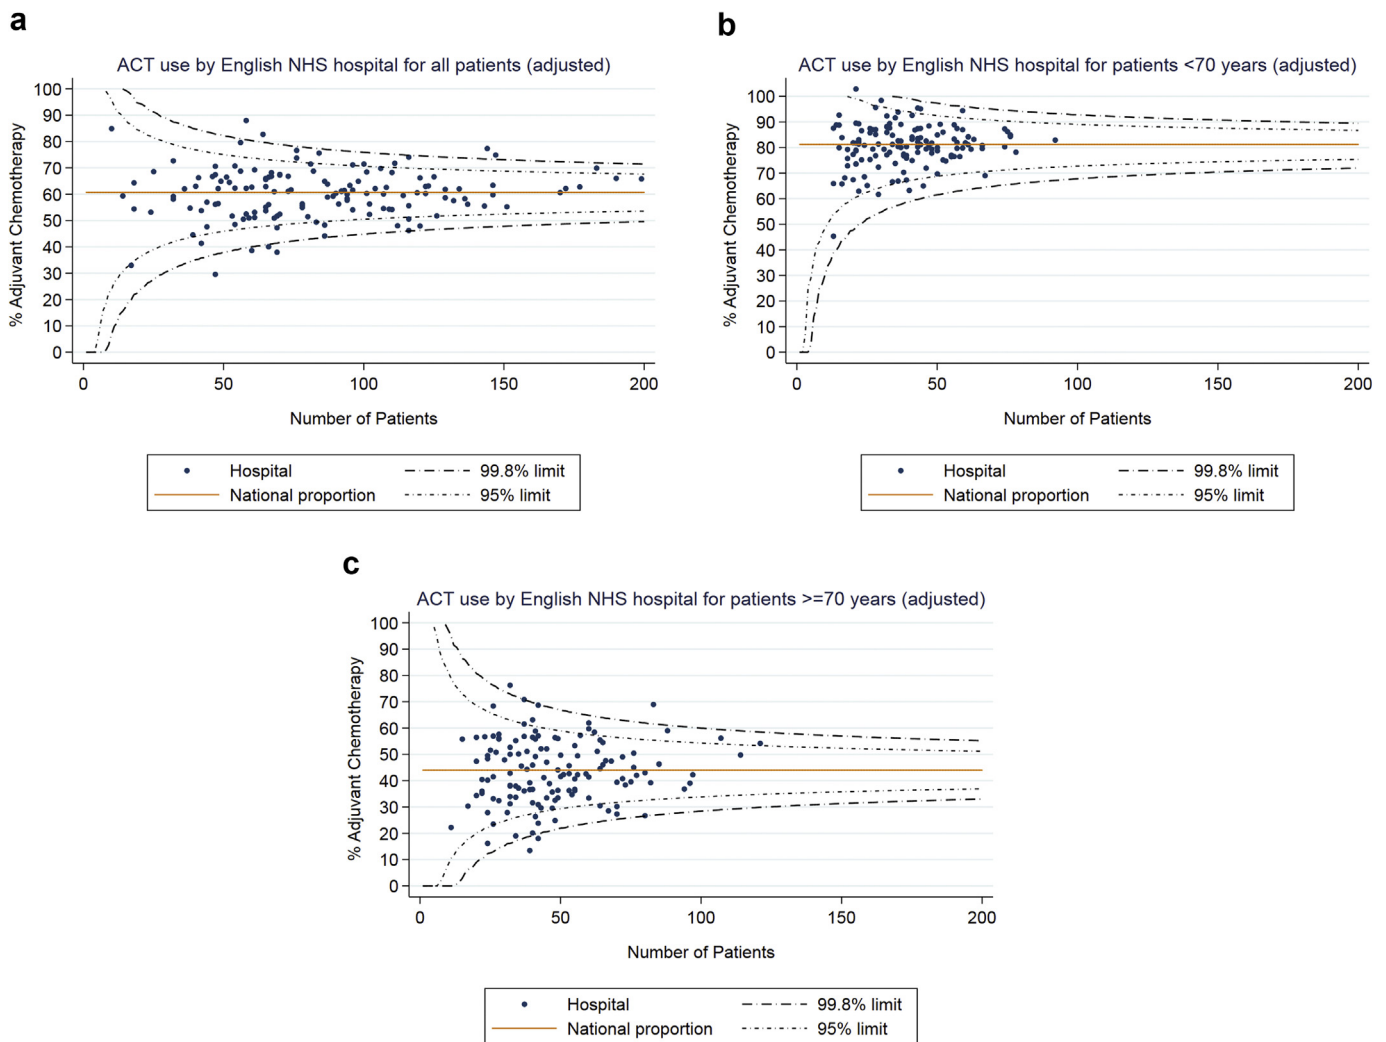 a
ACT use by English NHS hospital for all patients (adjusted)
% Adjuvant Chemotherapy
100
90
80
70
60
50
40
30
20
10
0
0 50 100 150 200
Number of Patients
Hospital 99.8% limit
National proportion 95% limit
b
ACT use by English NHS hospital for patients <70 years (adjusted)
% Adjuvant Chemotherapy
100
90
80
70
60
50
40
30
20
10
0
0 50 100 150 200
Number of Patients
Hospital 99.8% limit
National proportion 95% limit
c
ACT use by English NHS hospital for patients >=70 years (adjusted)
% Adjuvant Chemotherapy
100
90
80
70
60
50
40
30
20
10
0
0 50 100 150 200
Number of Patients
Hospital 99.8% limit
National proportion 95% limit